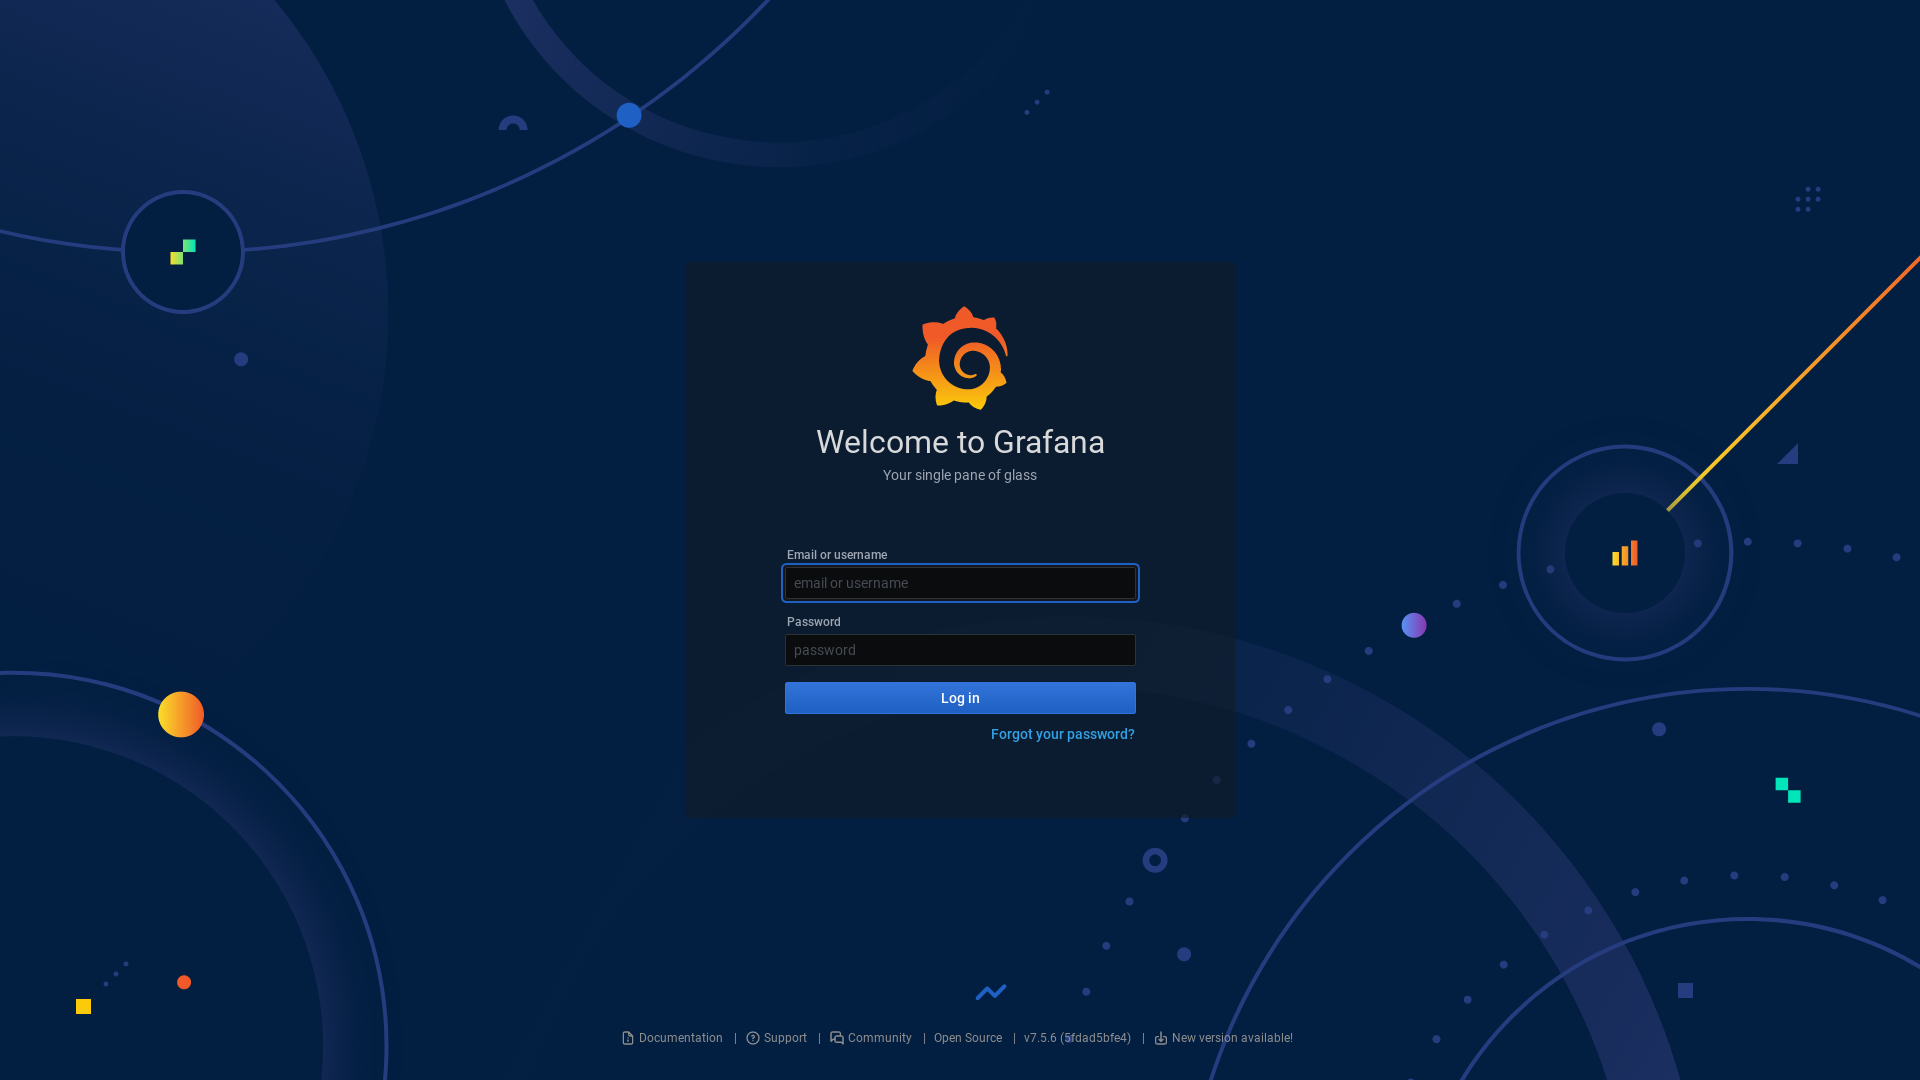 Welcome to Grafana
Your single pane of glass
Email or username
email or username
Password
password
Log in
Forgot your password?
Documentation | Support | Community | Open Source | v7.5.6 (5fdad5bfe4) | New version available!